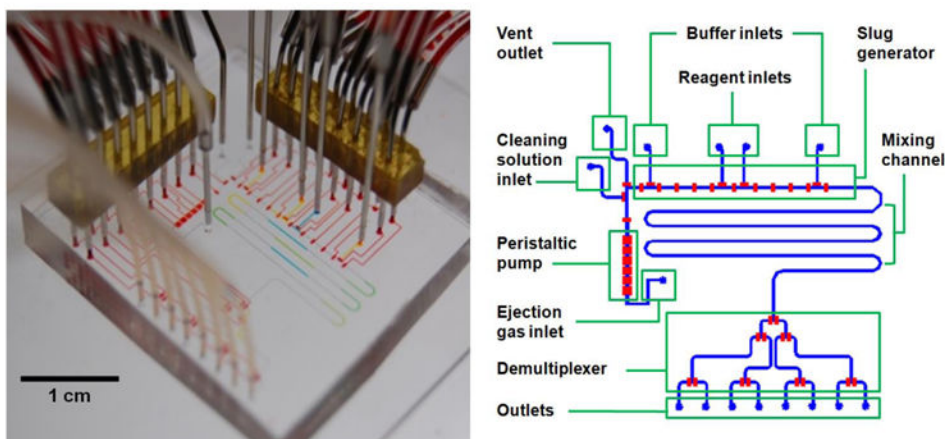 1 cm
Vent
outlet
Buffer inlets
Slug
generator
Reagent inlets
Cleaning
solution
inlet
Mixing
channel
Peristaltic
pump
Ejection
gas inlet
Demultiplexer
Outlets